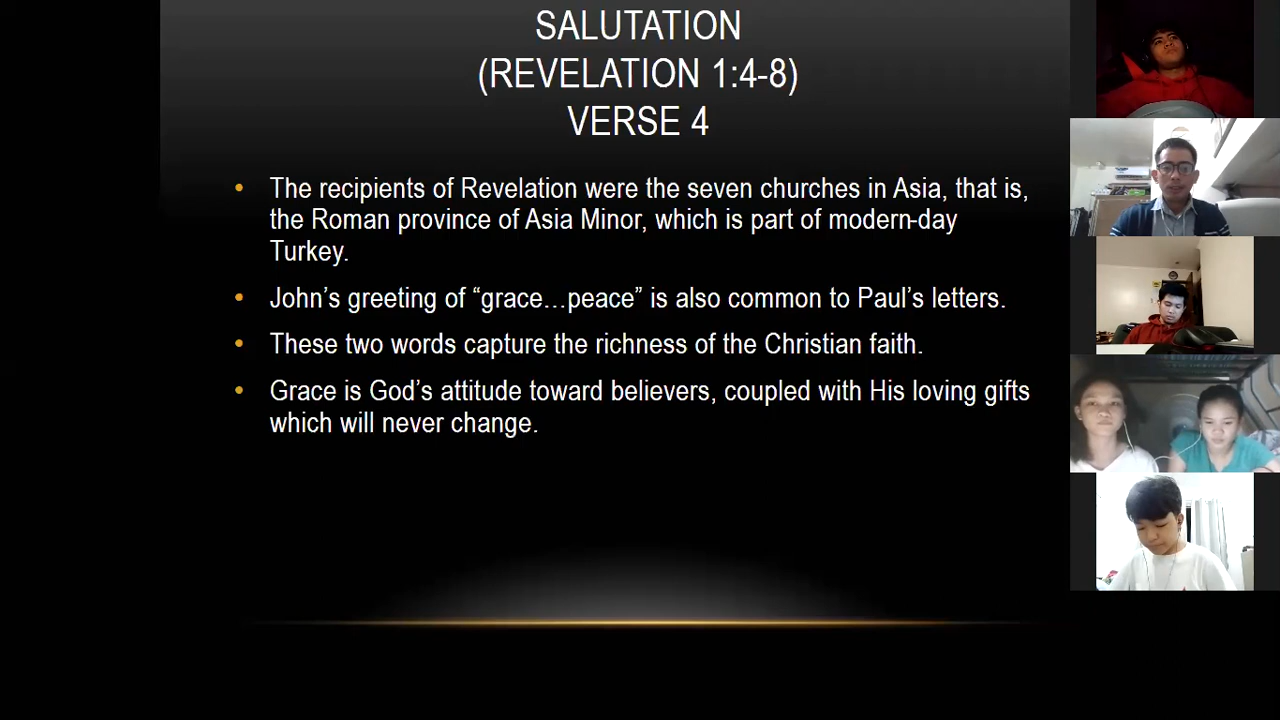 SALUTATION
(REVELATION 1:4-8)
VERSE 4
• The recipients of Revelation were the seven churches in Asia, that is,
the Roman province of Asia Minor, which is part of modern-day
Turkey.
• John’s greeting of “grace…peace” is also common to Paul’s letters.
• These two words capture the richness of the Christian faith.
• Grace is God’s attitude toward believers, coupled with His loving gifts
which will never change.